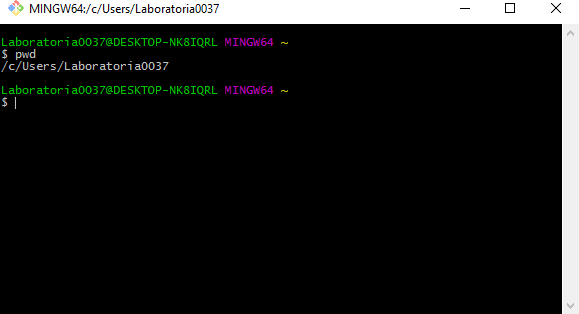 MINGW64:/c/Users/Laboratoria0037
Laboratoria0037@DESKTOP-NK8IQRL MINGW64 ~
$ pwd
/c/Users/Laboratoria0037
Laboratoria0037@DESKTOP-NK8IQRL MINGW64 ~
$